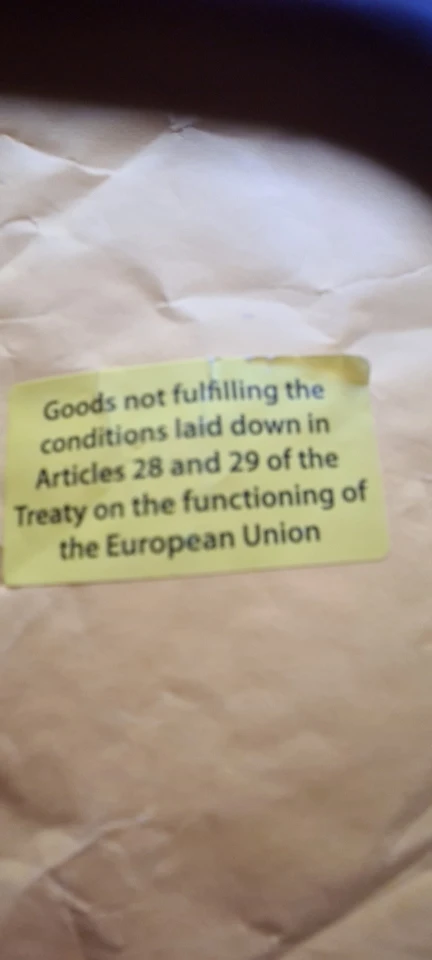 Goods not fulfilling the
conditions laid down in
Articles 28 and 29 of the
Treaty on the functioning of
the European Union